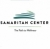 SAMARITAN CENTER
The Path to Wellness